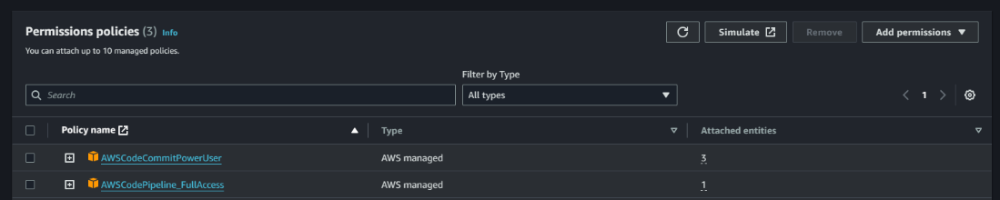 Permissions policies (3) Info
You can attach up to 10 managed policies.
Simulate
Remove
Add permissions
Filter by Type
Search
All types
1
Policy name
Type
Attached entities
AWSCodeCommitPowerUser
AWS managed
3
AWSCodePipeline_FullAccess
AWS managed
1